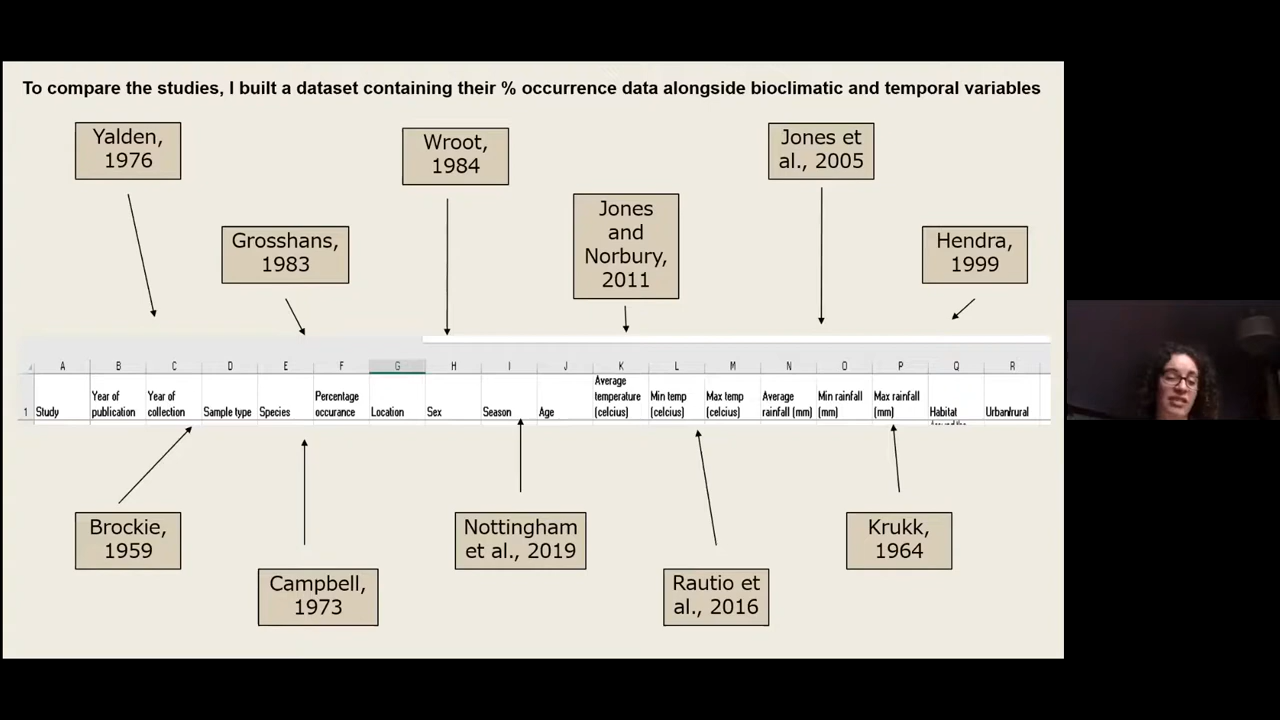 To compare the studies, I built a dataset containing their % occurrence data alongside bioclimatic and temporal variables
Yalden,
1976
Grosshans,
1983
Wroot,
1984
Jones
and
Norbury,
2011
Jones et
al., 2005
Hendra,
1999
A B C D E F G H I J K L M N O P Q R
1
Study
Year of
publication
Year of
collection
Sample type
Species
Percentage
occurance
Location
Sex
Season
Age
Average
temperature
(celcius)
Min temp
(celcius)
Max temp
(celcius)
Average
rainfall (mm)
Min rainfall
(mm)
Max rainfall
(mm)
Habitat
Urban/rural
Brockie,
1959
Campbell,
1973
Nottingham
et al., 2019
Rautio et
al., 2016
Krukk,
1964